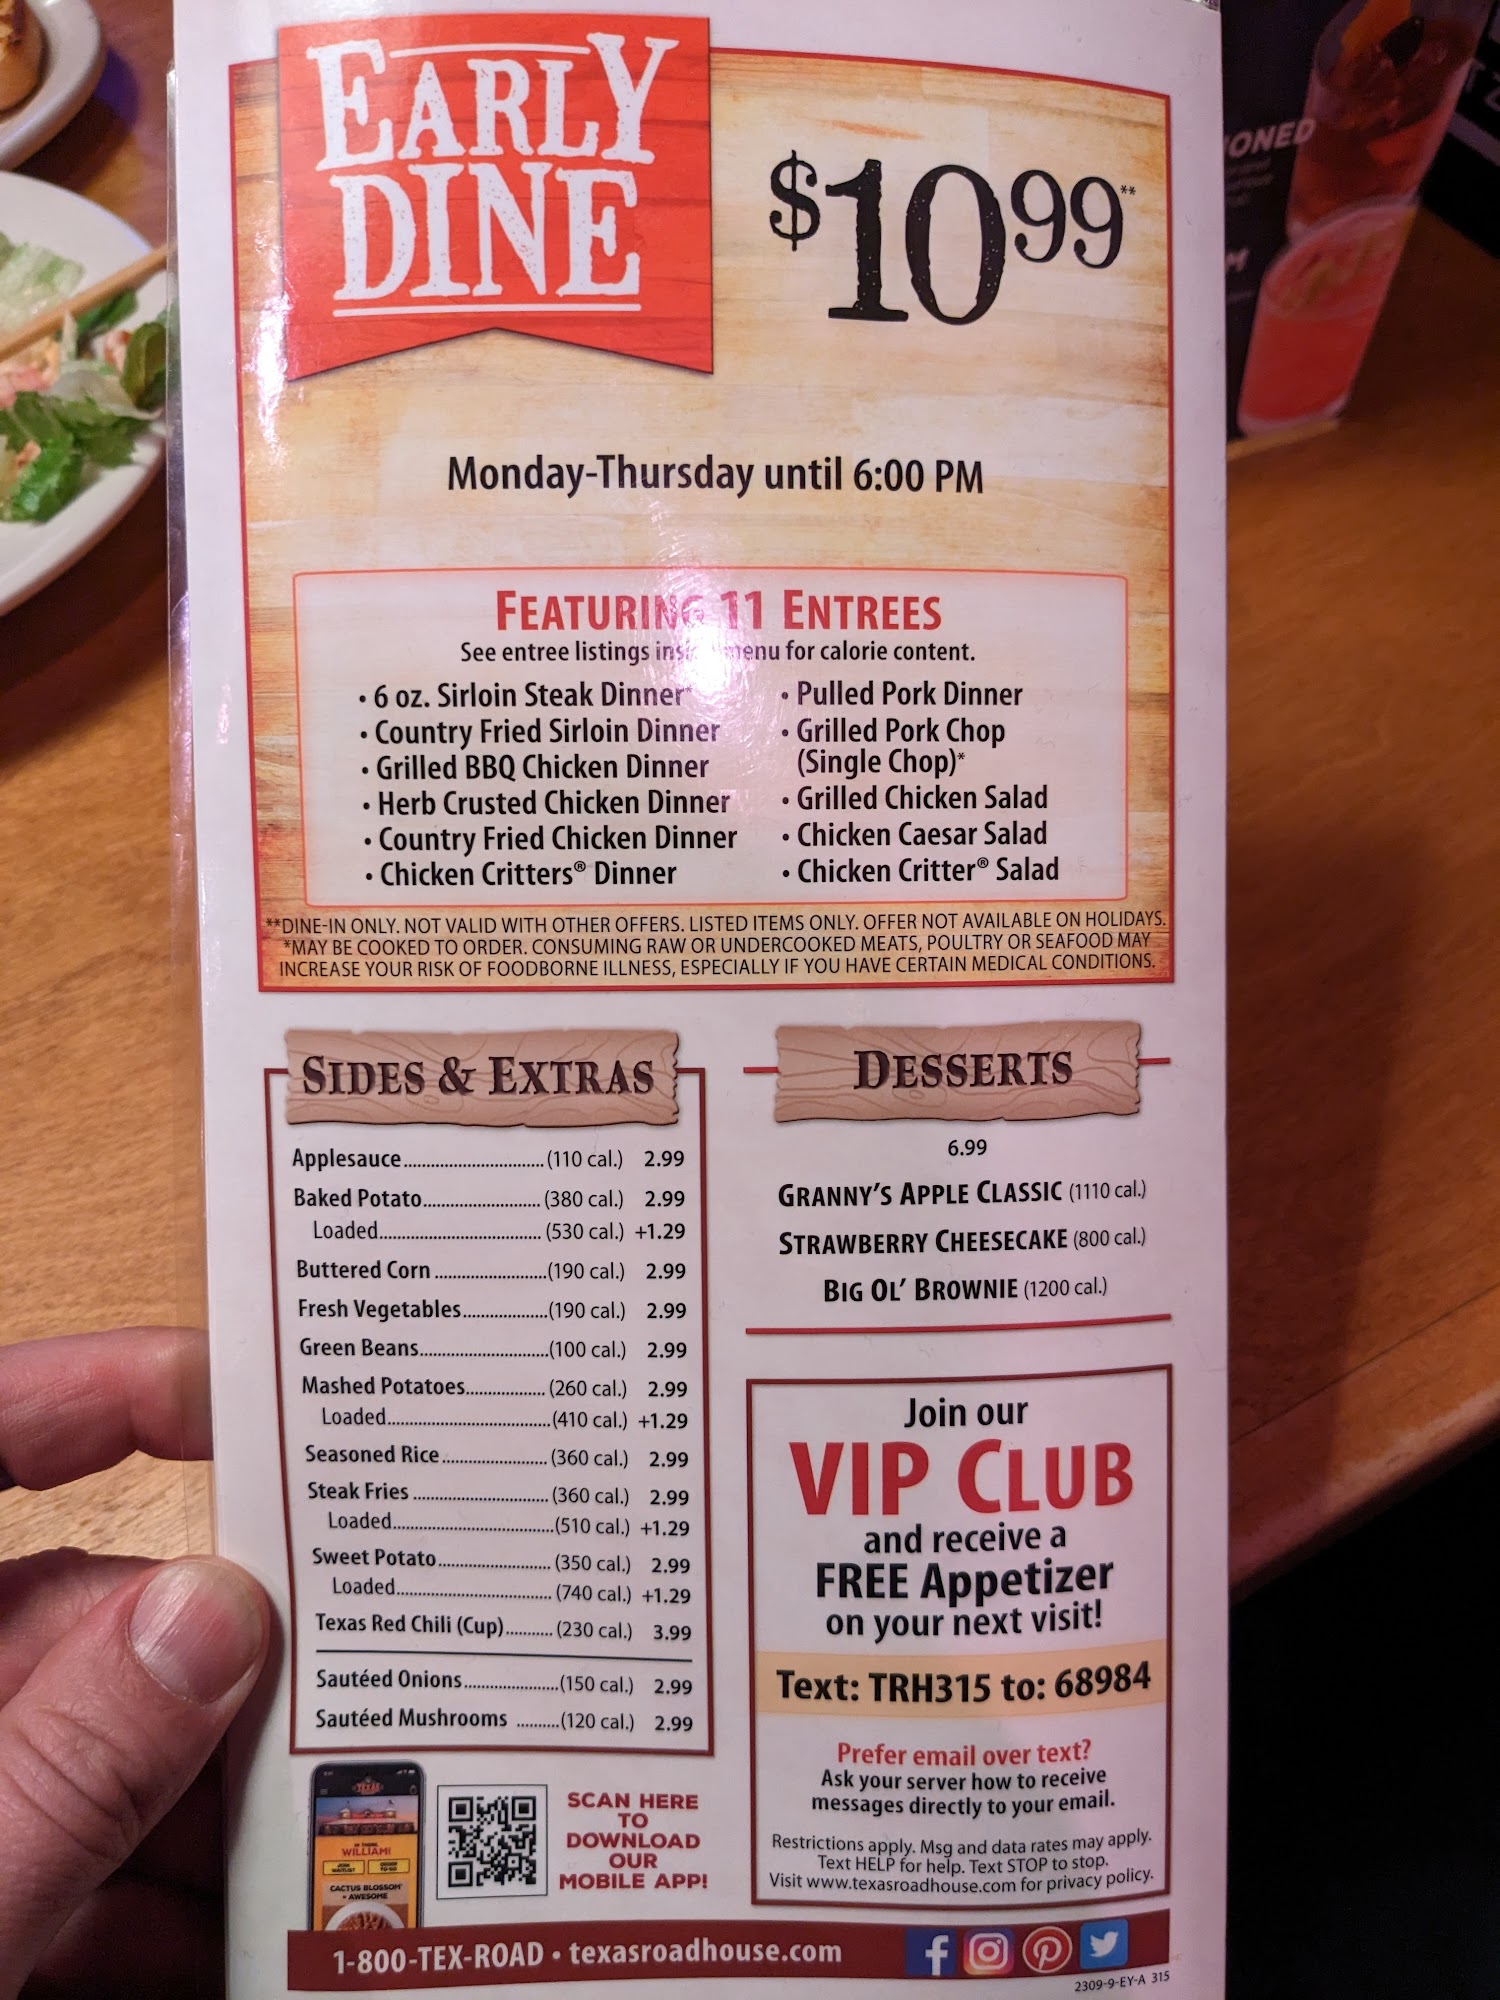 EARLY
DINE
$10.99**
Monday-Thursday until 6:00 PM
FEATURING 11 ENTREES
See entree listings menu for calorie content.
• 6 oz. Sirloin Steak Dinner*
• Country Fried Sirloin Dinner
• Grilled BBQ Chicken Dinner
• Herb Crusted Chicken Dinner
• Country Fried Chicken Dinner
• Chicken Critters® Dinner
• Pulled Pork Dinner
• Grilled Pork Chop
(Single Chop)*
• Grilled Chicken Salad
• Chicken Caesar Salad
• Chicken Critter® Salad
**DINE-IN ONLY. NOT VALID WITH OTHER OFFERS. LISTED ITEMS ONLY. OFFER NOT AVAILABLE ON HOLIDAYS.
*MAY BE COOKED TO ORDER. CONSUMING RAW OR UNDERCOOKED MEATS, POULTRY OR SEAFOOD MAY
INCREASE YOUR RISK OF FOODBORNE ILLNESS, ESPECIALLY IF YOU HAVE CERTAIN MEDICAL CONDITIONS.
SIDES & EXTRAS
Applesauce (110 cal.) 2.99
Baked Potato (380 cal.) 2.99
Loaded (530 cal.) +1.29
Buttered Corn (190 cal.) 2.99
Fresh Vegetables (190 cal.) 2.99
Green Beans (100 cal.) 2.99
Mashed Potatoes (260 cal.) 2.99
Loaded (410 cal.) +1.29
Seasoned Rice (360 cal.) 2.99
Steak Fries (360 cal.) 2.99
Loaded (510 cal.) +1.29
Sweet Potato (350 cal.) 2.99
Loaded (740 cal.) +1.29
Texas Red Chili (Cup) (230 cal.) 3.99
Sautéed Onions (150 cal.) 2.99
Sautéed Mushrooms (120 cal.) 2.99
DESSERTS
6.99
GRANNY'S APPLE CLASSIC (1110 cal.)
STRAWBERRY CHEESECAKE (800 cal.)
BIG OL' BROWNIE (1200 cal.)
Join our
VIP CLUB
and receive a
FREE Appetizer
on your next visit!
Text: TRH315 to: 68984
Prefer email over text?
Ask your server how to receive
messages directly to your email.
Restrictions apply. Msg and data rates may apply.
Text HELP for help. Text STOP to stop.
Visit www.texasroadhouse.com for privacy policy.
TEXAS
HI THERE,
WILLIAM!
JOIN
WAITLIST
ORDER
TO-GO
CACTUS BLOSSOM®
= AWESOME
SCAN HERE
TO
DOWNLOAD
OUR
MOBILE APP!
1-800-TEX-ROAD • texasroadhouse.com
2309-9-EY-A 315
IONED